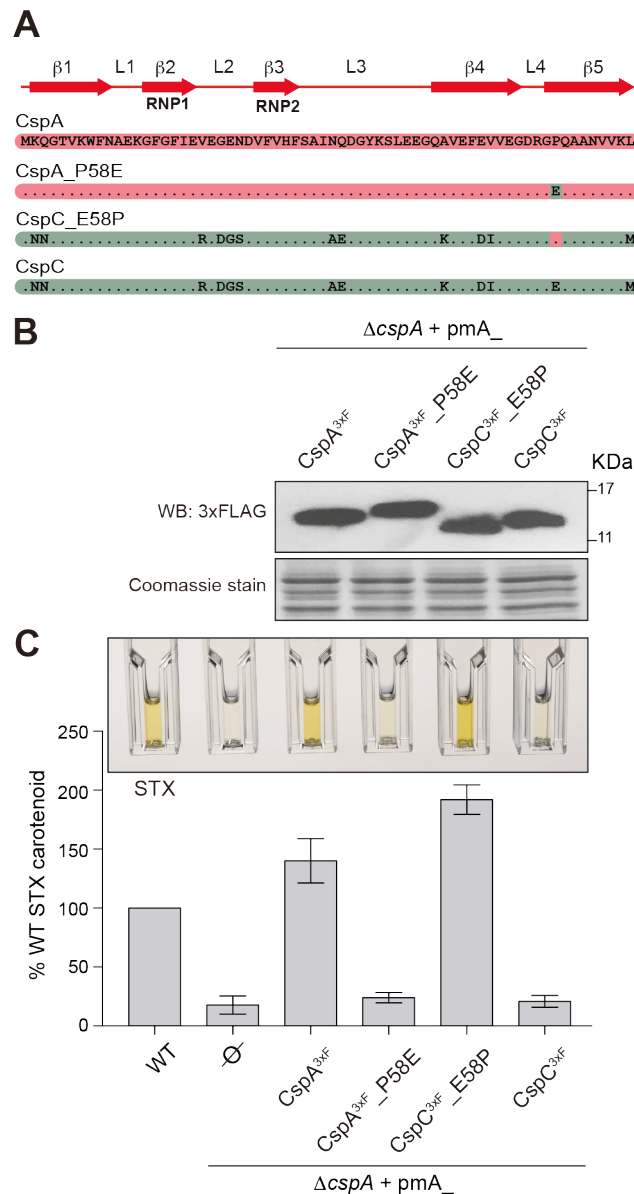 A
β1 L1 β2 L2 β3 L3 β4 L4 β5
RNP1 RNP2
CspA
MKQGTVKWFNAEKGFGFIEVEGENDVFVHFSAINQDGYKSLEEGQAVEFEVVEGDRGPQAANVVKL
CspA_P58E
.........................................................E........
CspC_E58P
.NN................R.DGS.........AE..........K...DI..............M
CspC
.NN................R.DGS.........AE..........K...DI......E.......M
B
ΔcspA + pmA_
CspA3xF
CspA3xF_P58E
CspC3xF_E58P
CspC3xF
KDa
17
WB: 3xFLAG
11
Coomassie stain
C
STX
% WT STX carotenoid
250
200
150
100
50
0
WT
Ø
CspA3xF
CspA3xF_P58E
CspC3xF_E58P
CspC3xF
ΔcspA + pmA_